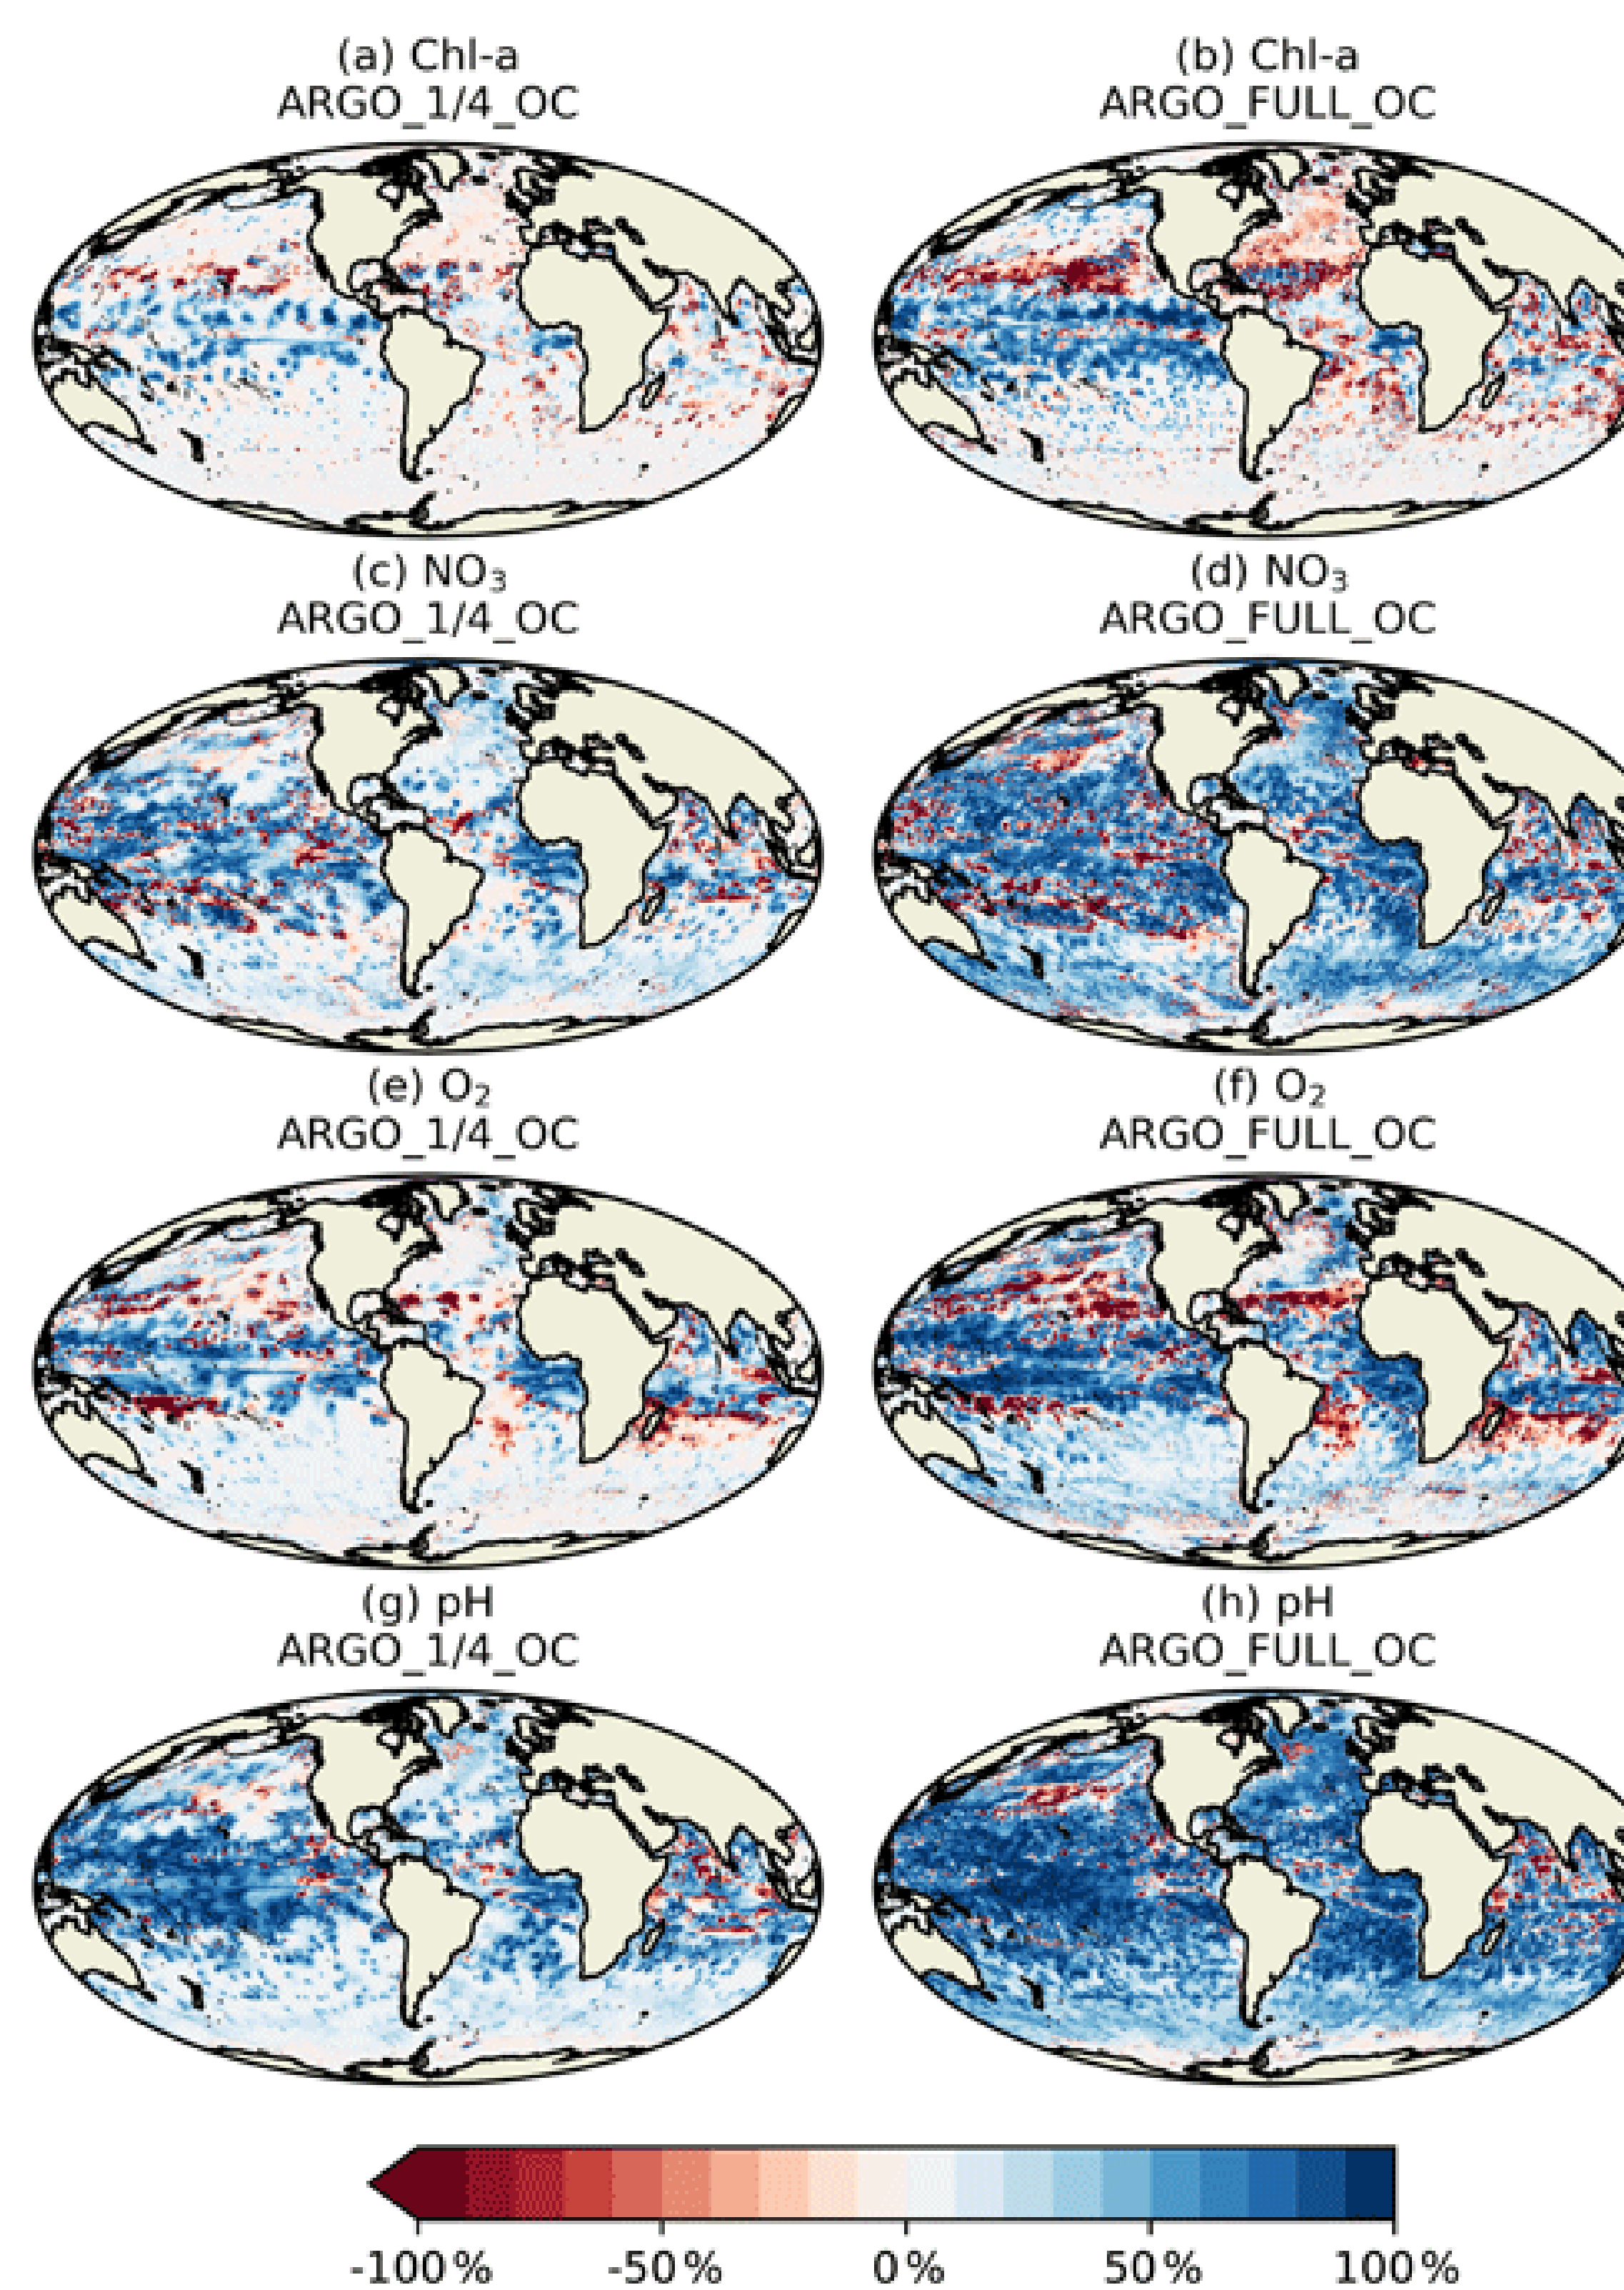 (a) Chl-a
ARGO_1/4_OC
(b) Chl-a
ARGO_FULL_OC
(c) NO₃
ARGO_1/4_OC
(d) NO₃
ARGO_FULL_OC
(e) O₂
ARGO_1/4_OC
(f) O₂
ARGO_FULL_OC
(g) pH
ARGO_1/4_OC
(h) pH
ARGO_FULL_OC
-100% -50% 0% 50% 100%